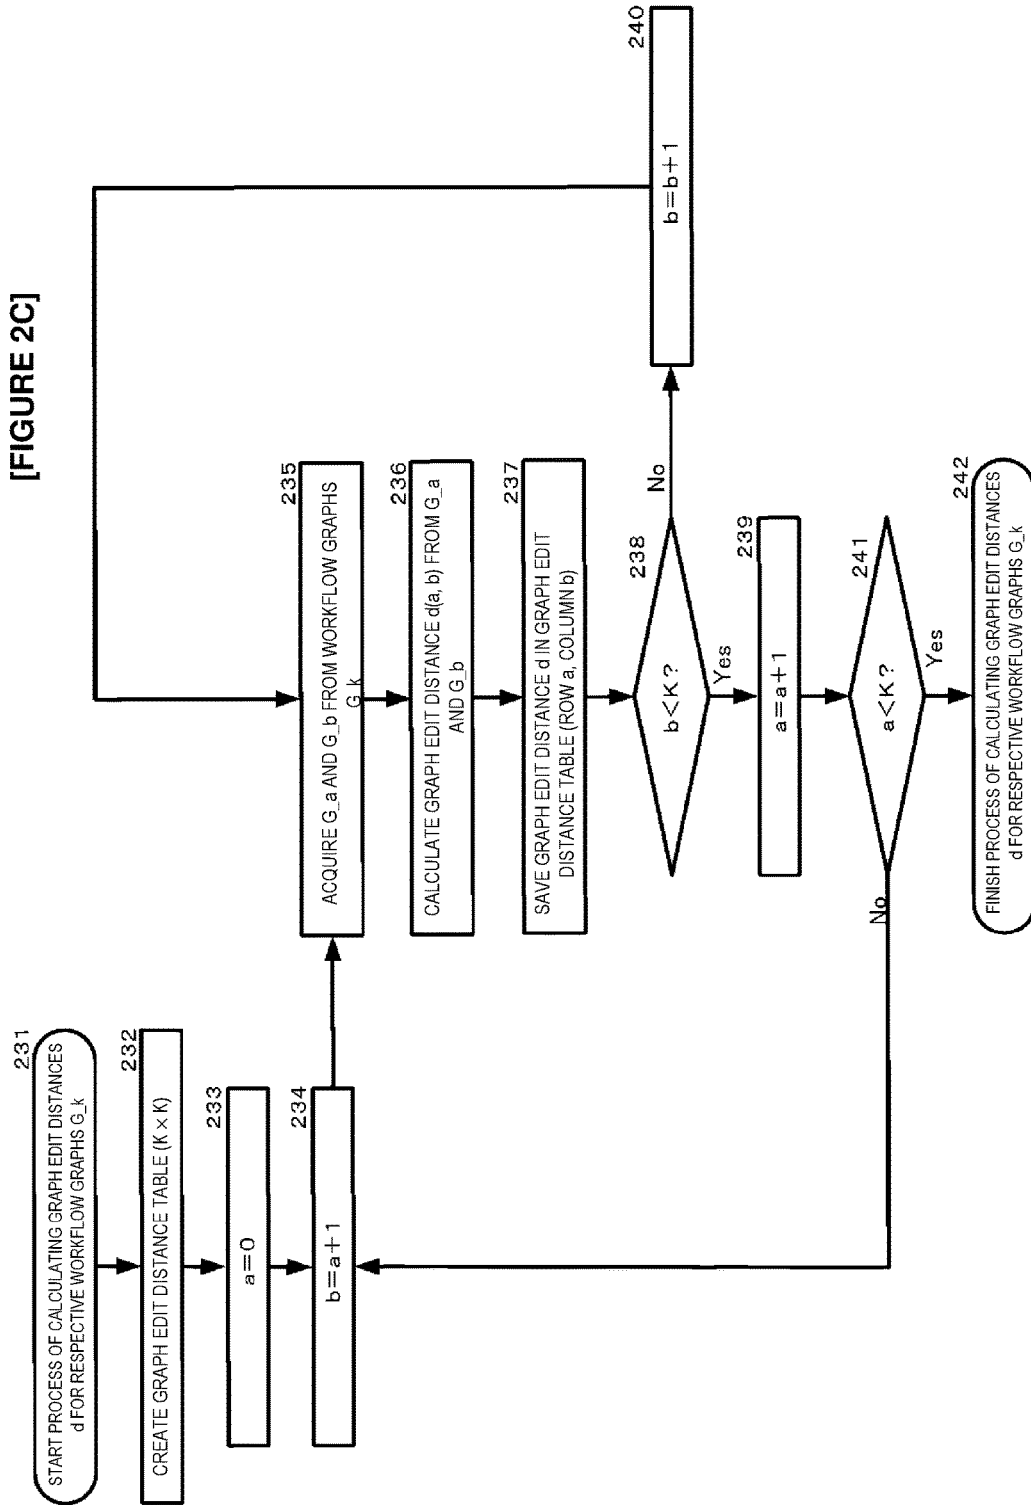 [FIGURE 2C]
231
START PROCESS OF CALCULATING GRAPH EDIT DISTANCES
d FOR RESPECTIVE WORKFLOW GRAPHS G_k
232
CREATE GRAPH EDIT DISTANCE TABLE (K × K)
233
a=0
234
b=a+1
235
ACQUIRE G_a AND G_b FROM WORKFLOW GRAPHS
G_k
236
CALCULATE GRAPH EDIT DISTANCE d(a, b) FROM G_a
AND G_b
237
SAVE GRAPH EDIT DISTANCE d IN GRAPH EDIT
DISTANCE TABLE (ROW a, COLUMN b)
238
b<K?
No
Yes
240
b=b+1
239
a=a+1
241
a<K?
No
Yes
242
FINISH PROCESS OF CALCULATING GRAPH EDIT DISTANCES
d FOR RESPECTIVE WORKFLOW GRAPHS G_k